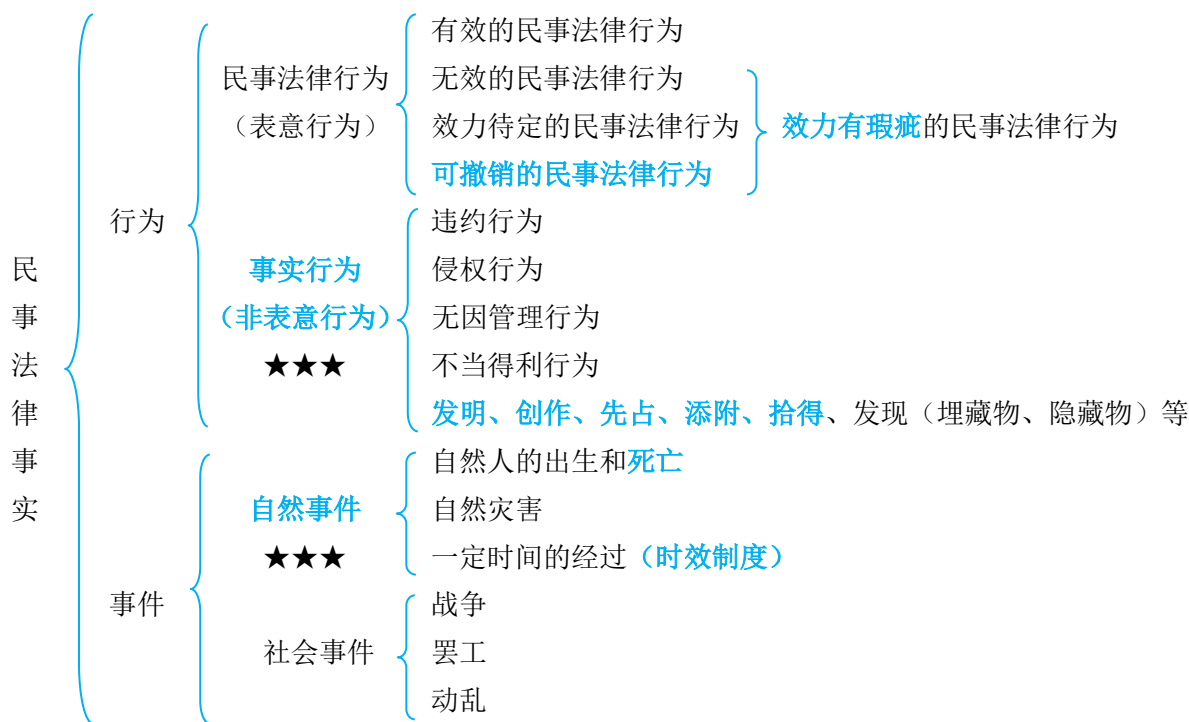 民事法律事实
行为
民事法律行为
（表意行为）
有效的民事法律行为
无效的民事法律行为
效力待定的民事法律行为
可撤销的民事法律行为
效力有瑕疵的民事法律行为
事实行为
（非表意行为）
★★★
违约行为
侵权行为
无因管理行为
不当得利行为
发明、创作、先占、添附、拾得、发现（埋藏物、隐藏物）等
事件
自然事件
★★★
自然人的出生和死亡
自然灾害
一定时间的经过（时效制度）
社会事件
战争
罢工
动乱